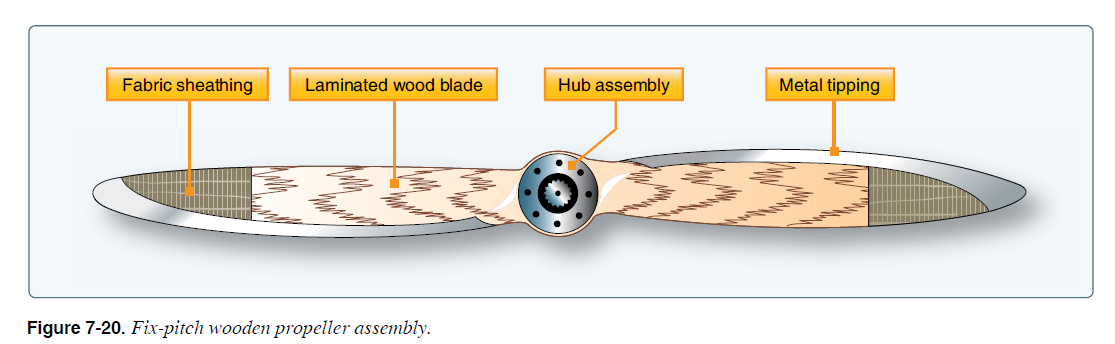 Fabric sheathing
Laminated wood blade
Hub assembly
Metal tipping
Figure 7-20. Fix-pitch wooden propeller assembly.